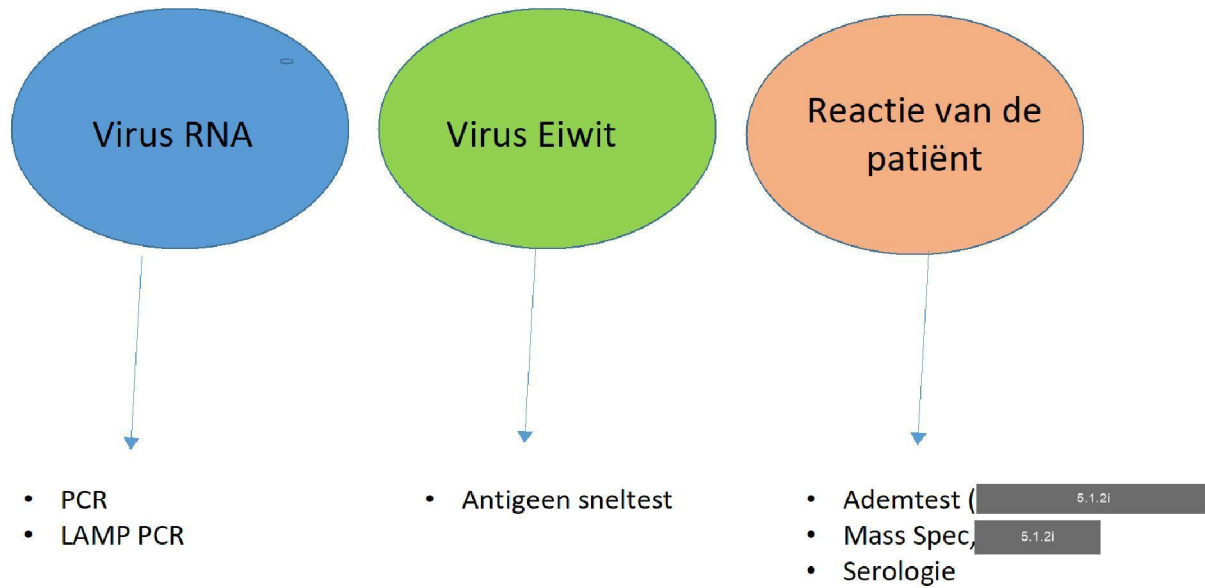 Virus RNA
Virus Eiwit
Reactie van de
patiënt
• PCR
• LAMP PCR
• Antigeen sneltest
• Ademtest ( 5.1.2i
• Mass Spec, 5.1.2i
• Serologie